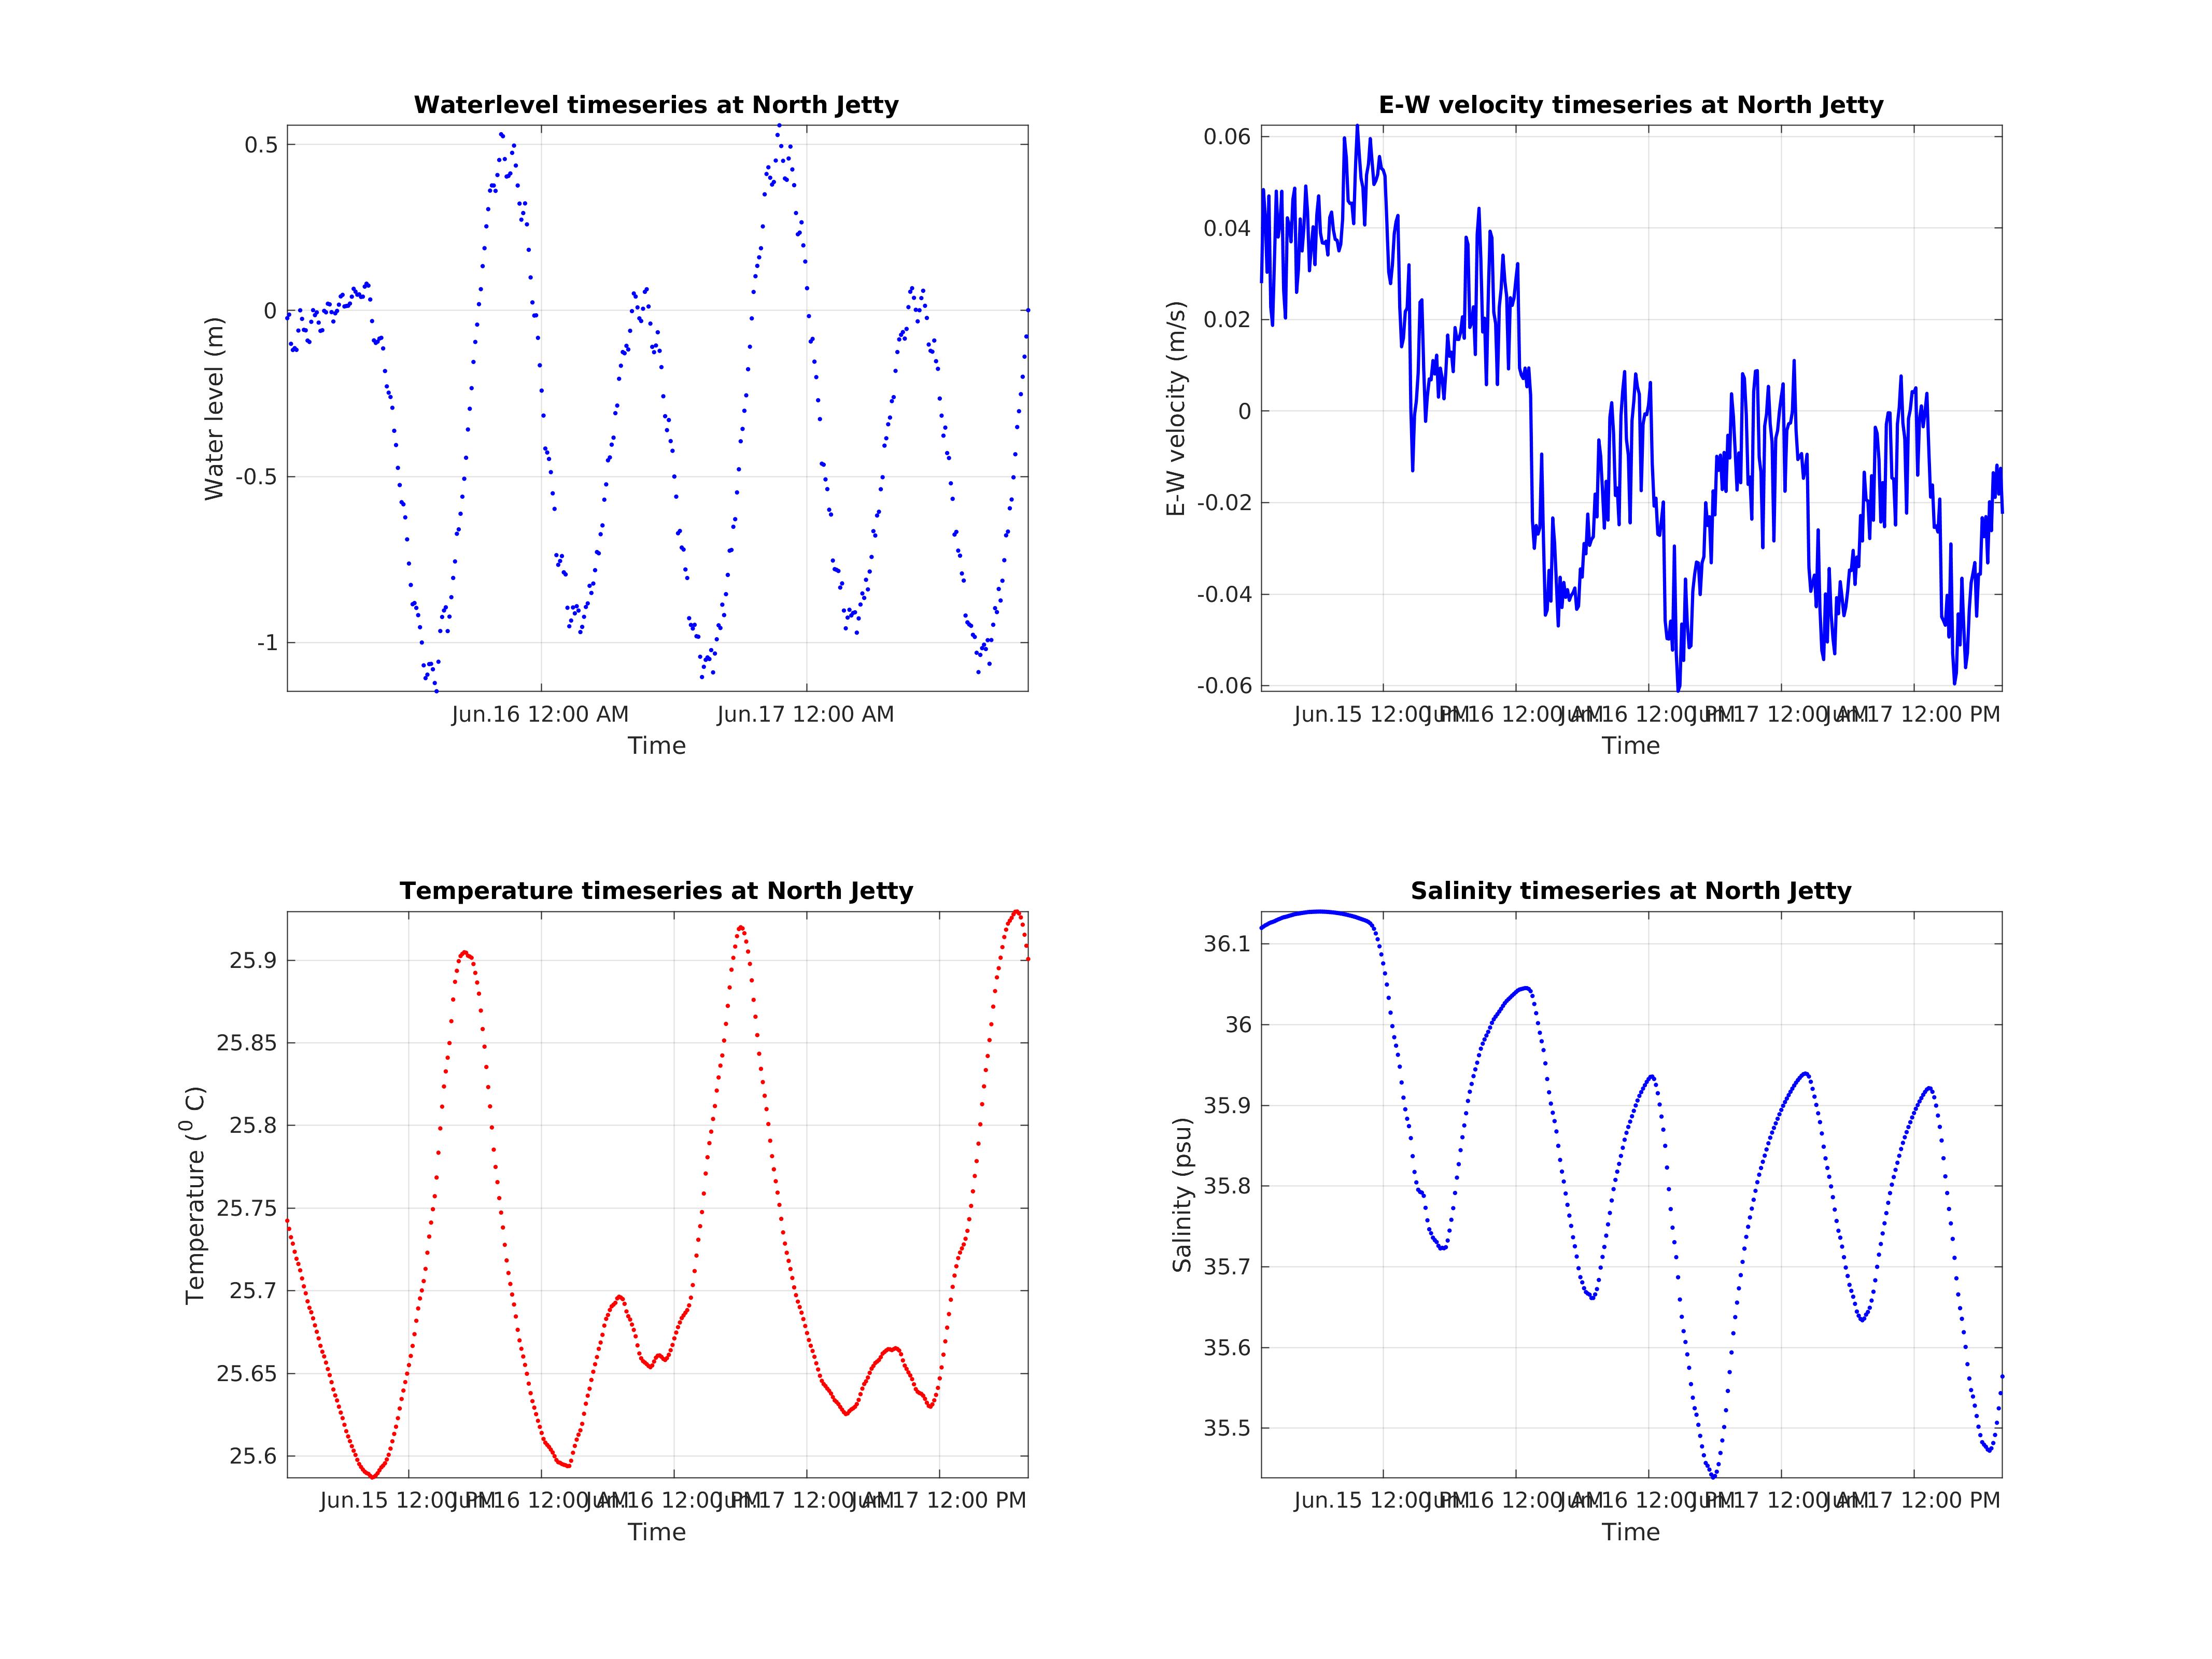 Waterlevel timeseries at North Jetty
0.5
0
-0.5
-1
Water level (m)
Jun.16 12:00 AM
Jun.17 12:00 AM
Time
E-W velocity timeseries at North Jetty
0.06
0.04
0.02
0
-0.02
-0.04
-0.06
E-W velocity (m/s)
Jun.15 12:00 PM
Jun.16 12:00 AM
Jun.16 12:00 PM
Jun.17 12:00 AM
Jun.17 12:00 PM
Time
Temperature timeseries at North Jetty
25.9
25.85
25.8
25.75
25.7
25.65
25.6
Temperature (0 C)
Jun.15 12:00 PM
Jun.16 12:00 AM
Jun.16 12:00 PM
Jun.17 12:00 AM
Jun.17 12:00 PM
Time
Salinity timeseries at North Jetty
36.1
36
35.9
35.8
35.7
35.6
35.5
Salinity (psu)
Jun.15 12:00 PM
Jun.16 12:00 AM
Jun.16 12:00 PM
Jun.17 12:00 AM
Jun.17 12:00 PM
Time